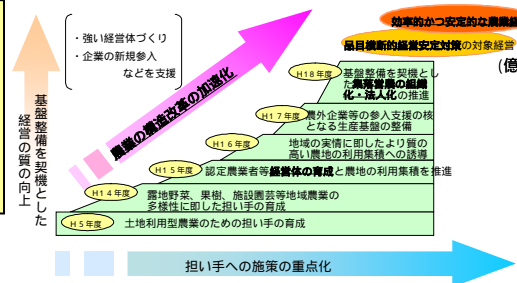 効率的かつ安定的な農業経
品目横断的経営安定対策の対象経営
(億
・強い経営体づくり
・企業の新規参入
などを支援
農業の構造改革の加速化
基盤整備を契機とした
経営の質の向上
H18年度
基盤整備を契機とし
た集落営農の組織
化・法人化の推進
H17年度
農外企業等の参入支援の核
となる生産基盤の整備
H16年度
地域の実情に即したより質の
高い農地の利用集積への誘導
H15年度
認定農業者等経営体の育成と農地の利用集積を推進
H14年度
露地野菜、果樹、施設園芸等地域農業の
多様性に即した担い手の育成
H5年度
土地利用型農業のための担い手の育成
担い手への施策の重点化